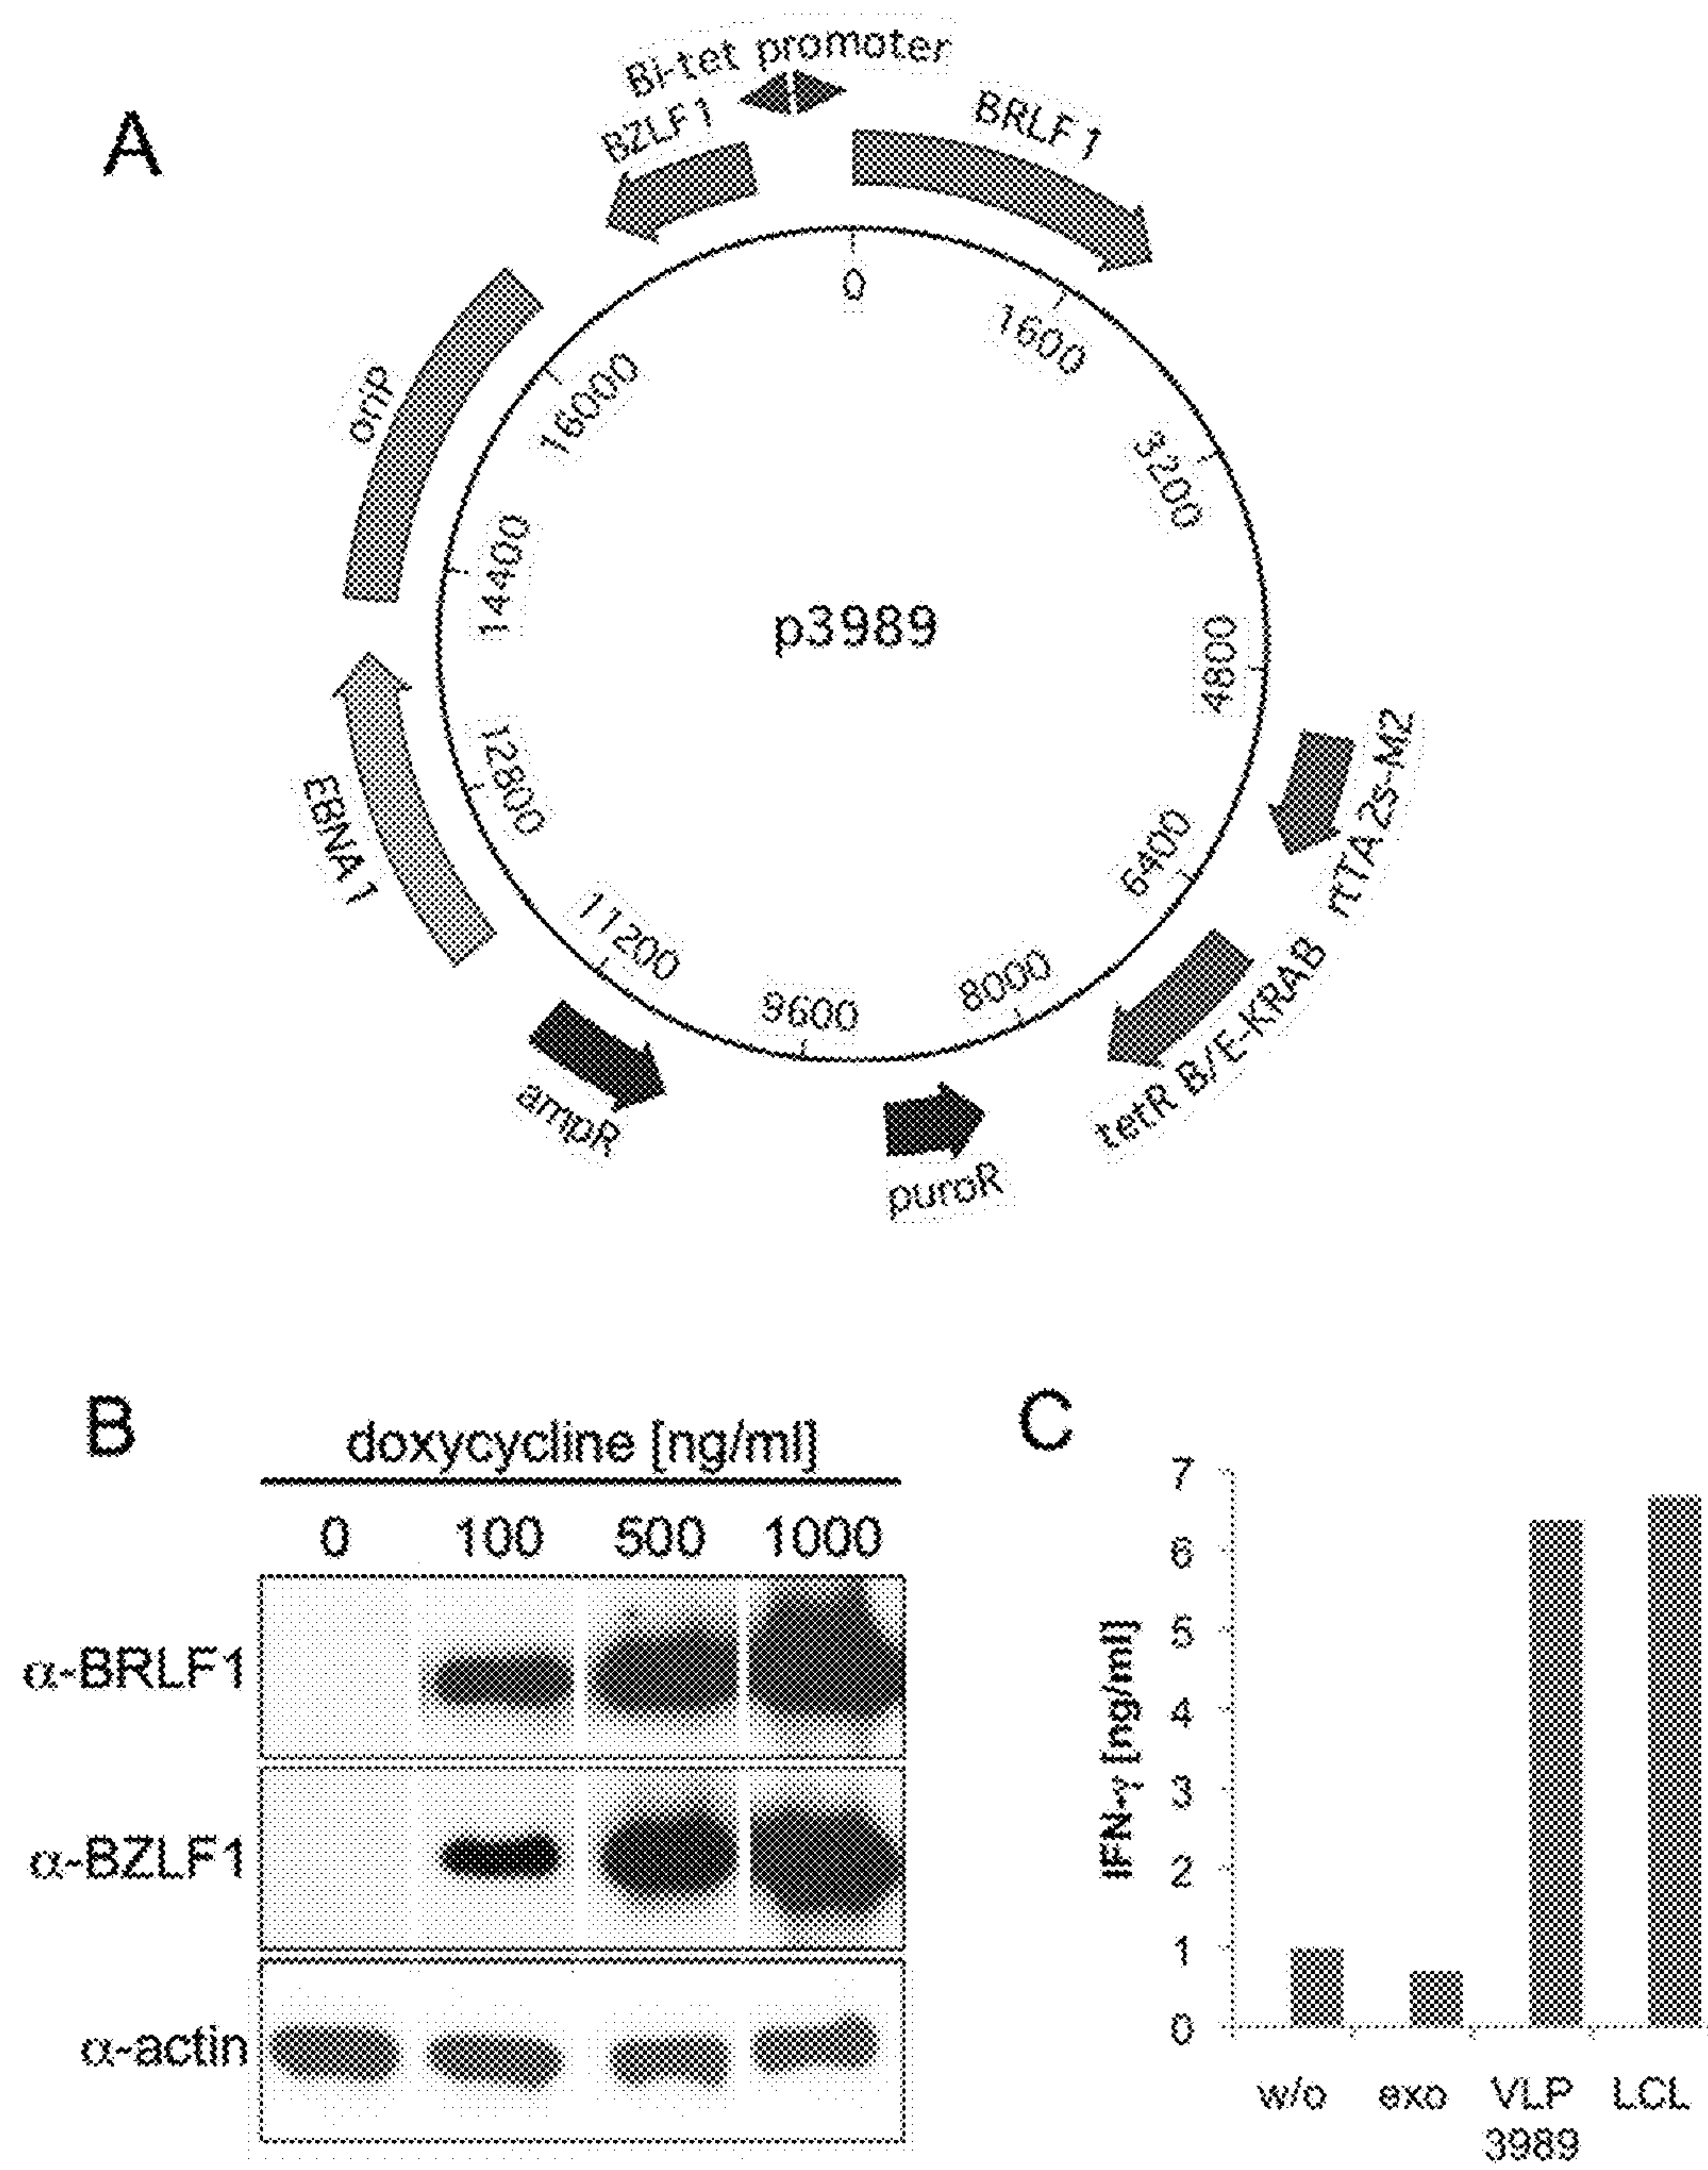 A
Bi-tet promoter
BZLF1
BRLF1
0
1600
3200
4800
6400
8000
9600
11200
12800
14400
16000
p3989
oriP
EBNA1
ampR
puroR
tetR B/E-KRAB
rtTA2s-M2
B
doxycycline [ng/ml]
0 100 500 1000
α-BRLF1
α-BZLF1
α-actin
C
IFN-γ [ng/ml]
7
6
5
4
3
2
1
0
w/o exo VLP LCL
3989